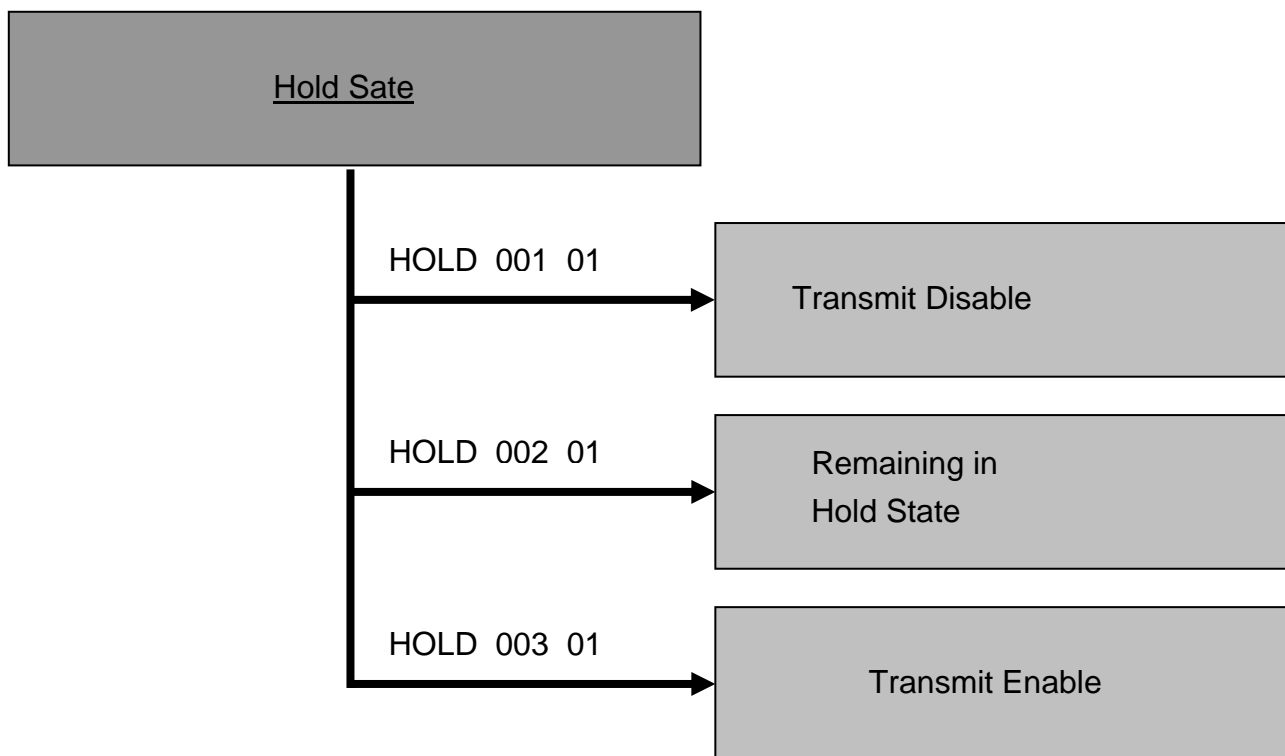 Hold Sate
HOLD 001 01
Transmit Disable
HOLD 002 01
Remaining in
Hold State
HOLD 003 01
Transmit Enable